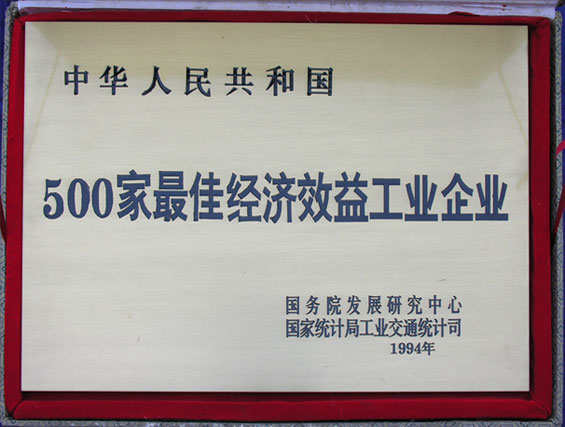 中华人民共和国
500家最佳经济效益工业企业
国务院发展研究中心
国家统计局工业交通统计司
1994年